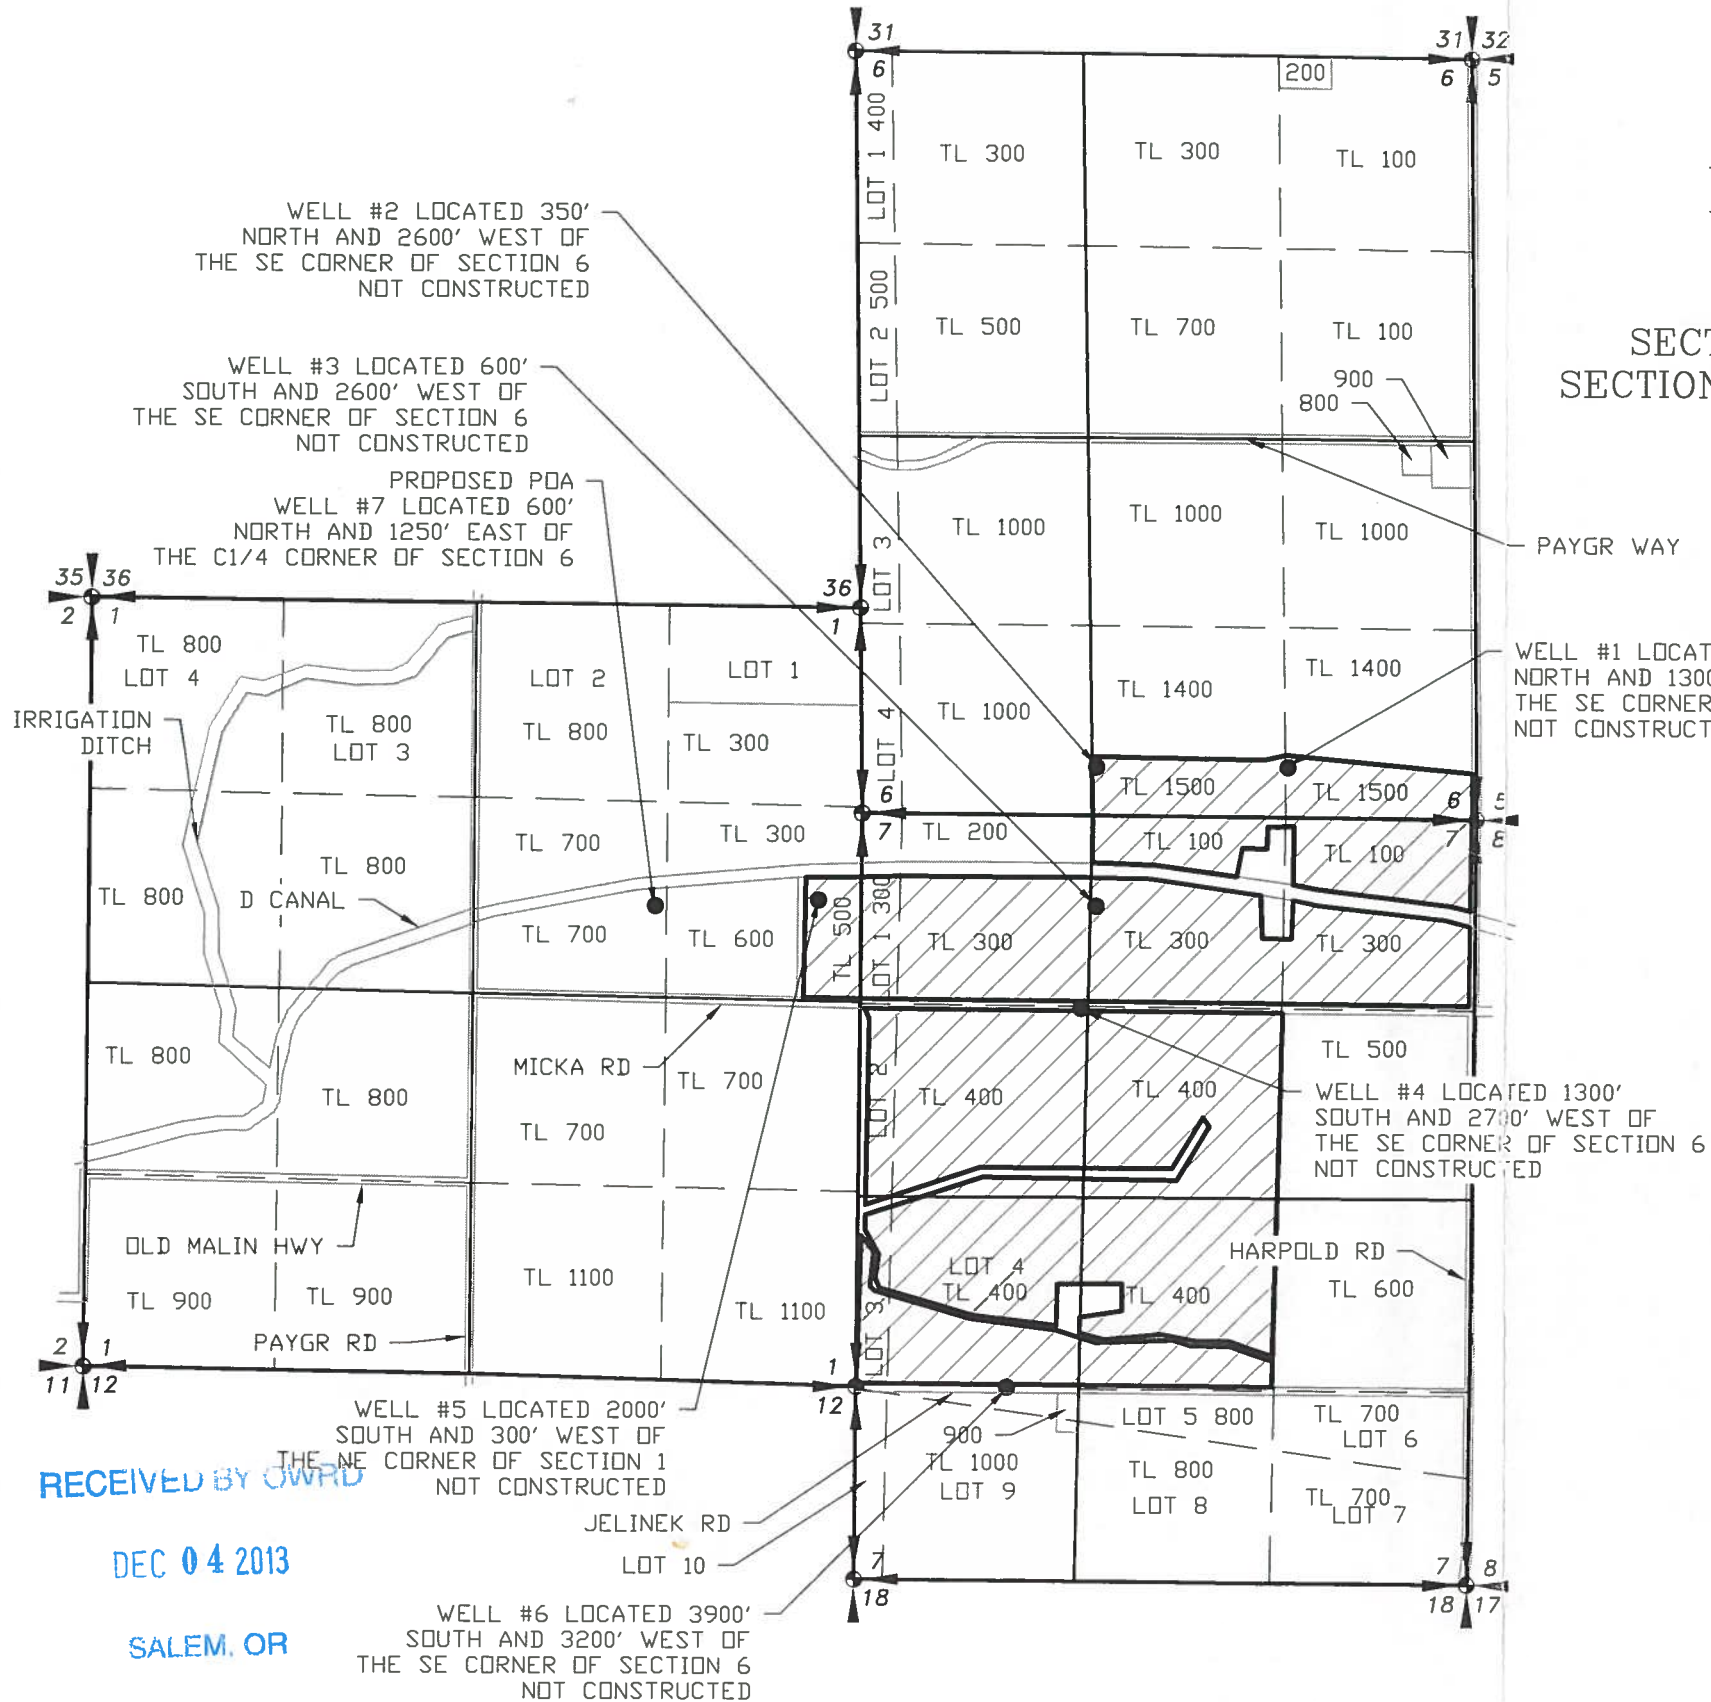 31
31 32
6
6 5
200
LOT 1 400
TL 300
TL 300
TL 100
WELL #2 LOCATED 350'
NORTH AND 2600' WEST OF
THE SE CORNER OF SECTION 6
NOT CONSTRUCTED
LOT 2 500
TL 500
TL 700
TL 100
SECT
SECTION
900
800
WELL #3 LOCATED 600'
SOUTH AND 2600' WEST OF
THE SE CORNER OF SECTION 6
NOT CONSTRUCTED
PROPOSED POA
WELL #7 LOCATED 600'
NORTH AND 1250' EAST OF
THE C1/4 CORNER OF SECTION 6
LOT 3
TL 1000
TL 1000
TL 1000
PAYGR WAY
35 36
2 1
36
1
TL 800
LOT 4
LOT 2
LOT 1
TL 1400
TL 1400
WELL #1 LOCAT
NORTH AND 1300
THE SE CORNER
NOT CONSTRUCT
IRRIGATION
DITCH
TL 800
LOT 3
TL 800
TL 300
LOT 4
TL 1000
TL 1500
TL 1500
6
6 5
7
7 8
TL 700
TL 300
TL 200
TL 100
TL 100
TL 800
TL 800
D CANAL
TL 700
TL 600
TL 500
LOT 1 300
TL 300
TL 300
TL 300
TL 800
TL 800
MICKA RD
TL 700
TL 700
LOT 2
TL 400
TL 400
TL 500
WELL #4 LOCATED 1300'
SOUTH AND 2700' WEST OF
THE SE CORNER OF SECTION 6
NOT CONSTRUCTED
OLD MALIN HWY
TL 900
TL 900
PAYGR RD
TL 1100
TL 1100
LOT 3
LOT 4
TL 400
TL 400
HARPOLD RD
TL 600
2 1
11 12
1
12
WELL #5 LOCATED 2000'
SOUTH AND 300' WEST OF
THE NE CORNER OF SECTION 1
NOT CONSTRUCTED
900
LOT 5 800
TL 700
LOT 6
TL 1000
LOT 9
TL 800
LOT 8
TL 700
LOT 7
RECEIVED BY OWRD
DEC 04 2013
SALEM, OR
JELINEK RD
LOT 10
7
18
7 8
18 17
WELL #6 LOCATED 3900'
SOUTH AND 3200' WEST OF
THE SE CORNER OF SECTION 6
NOT CONSTRUCTED